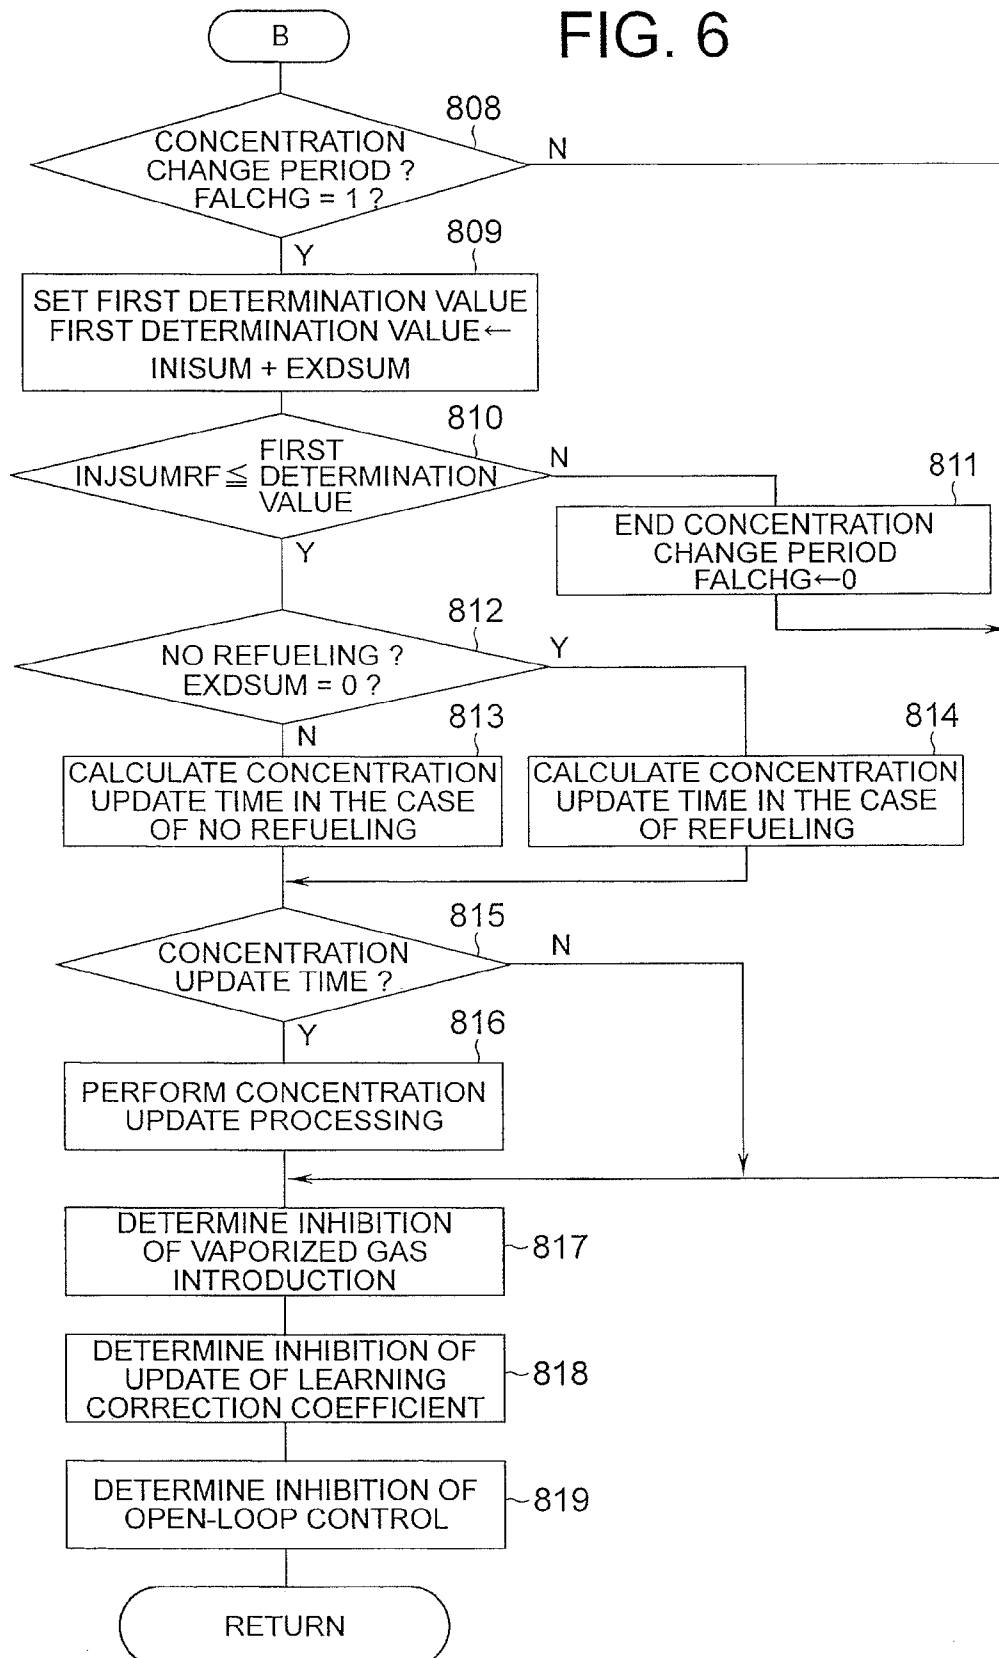 FIG. 6
B
808
CONCENTRATION
CHANGE PERIOD ?
FALCHG = 1 ?
N
Y
809
SET FIRST DETERMINATION VALUE
FIRST DETERMINATION VALUE←
INISUM + EXDSUM
810
INJSUMRF ≦ FIRST
DETERMINATION
VALUE
N
Y
811
END CONCENTRATION
CHANGE PERIOD
FALCHG←0
812
NO REFUELING ?
EXDSUM = 0 ?
Y
N
813
CALCULATE CONCENTRATION
UPDATE TIME IN THE CASE
OF NO REFUELING
814
CALCULATE CONCENTRATION
UPDATE TIME IN THE CASE
OF REFUELING
815
CONCENTRATION
UPDATE TIME ?
N
Y
816
PERFORM CONCENTRATION
UPDATE PROCESSING
DETERMINE INHIBITION
OF VAPORIZED GAS
INTRODUCTION
817
DETERMINE INHIBITION OF
UPDATE OF LEARNING
CORRECTION COEFFICIENT
818
DETERMINE INHIBITION OF
OPEN-LOOP CONTROL
819
RETURN